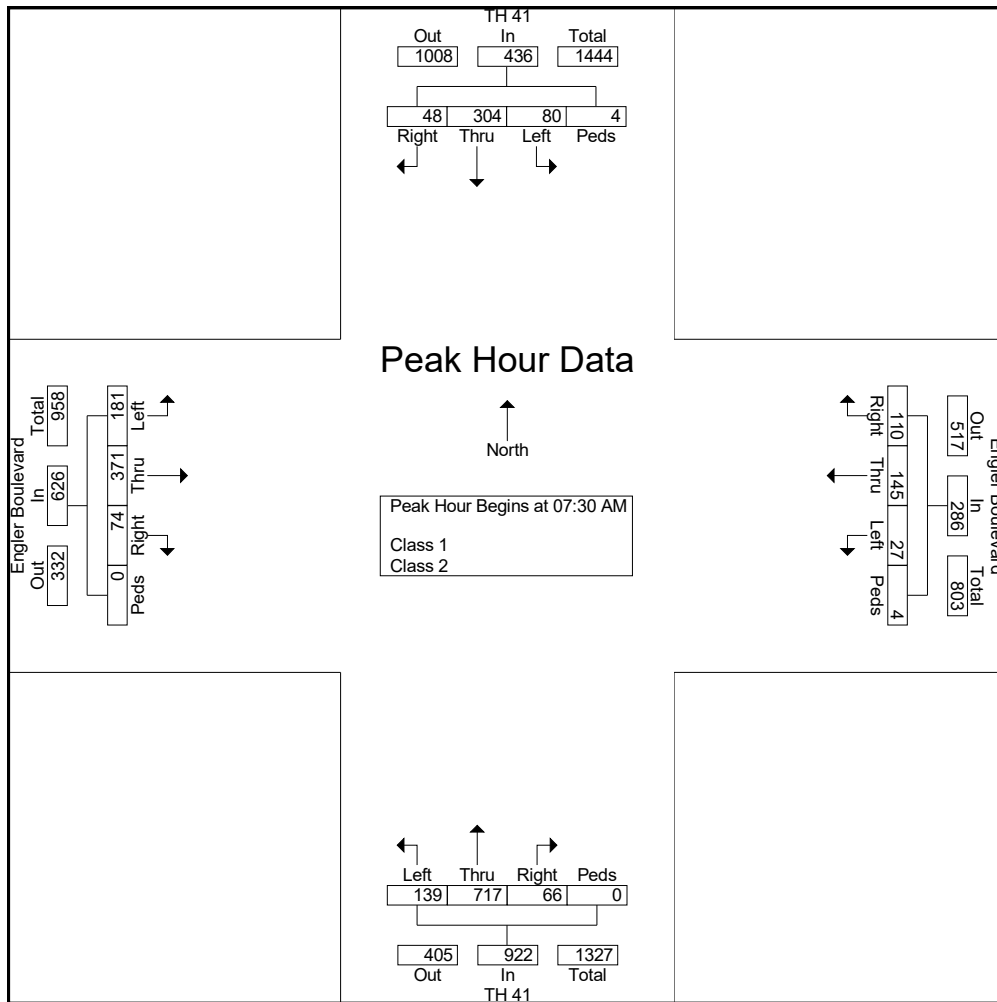 TH 41
Out In Total
1008 436 1444
48 304 80 4
Right Thru Left Peds
Peak Hour Data
North
Peak Hour Begins at 07:30 AM
Class 1
Class 2
Engler Boulevard
Out In Total
332 626 958
181 371 74 0
Left Thru Right Peds
Engler Boulevard
Out In Total
517 286 803
110 145 27 4
Right Thru Left Peds
Left Thru Right Peds
139 717 66 0
405 922 1327
Out In Total
TH 41